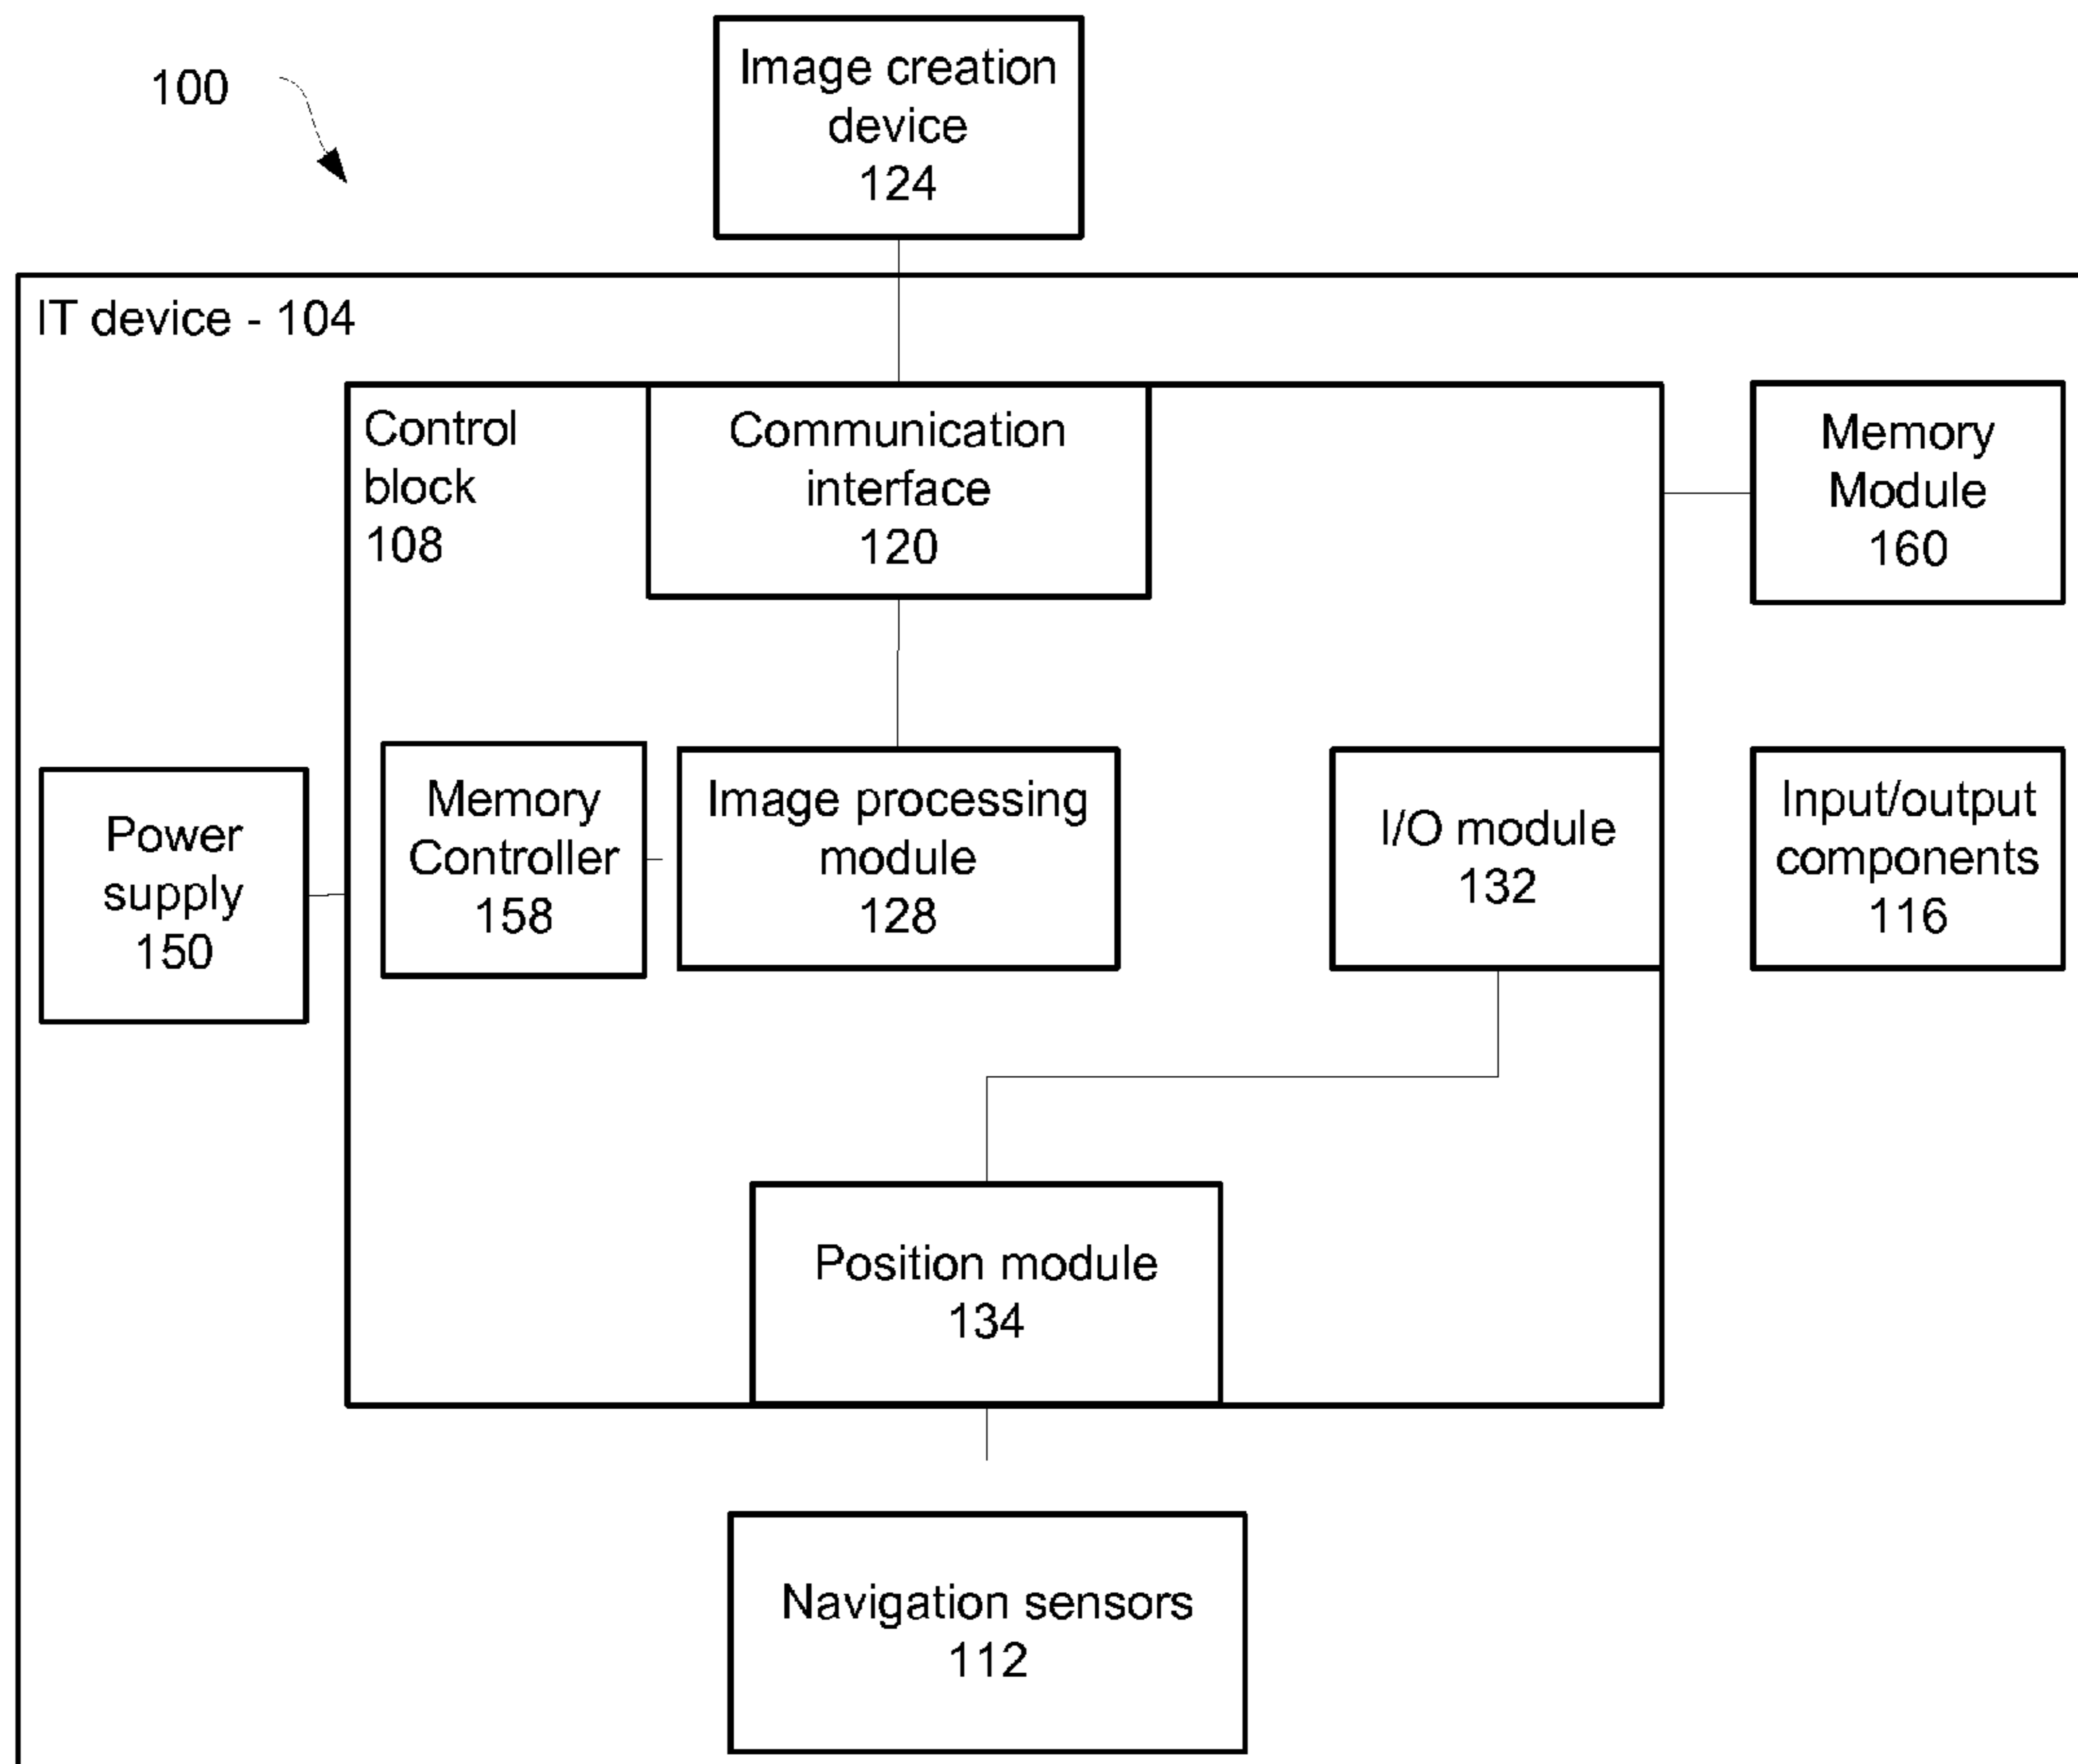 100
Image creation
device
124
IT device - 104
Control
block
108
Communication
interface
120
Memory
Module
160
Power
supply
150
Memory
Controller
158
Image processing
module
128
I/O module
132
Input/output
components
116
Position module
134
Navigation sensors
112